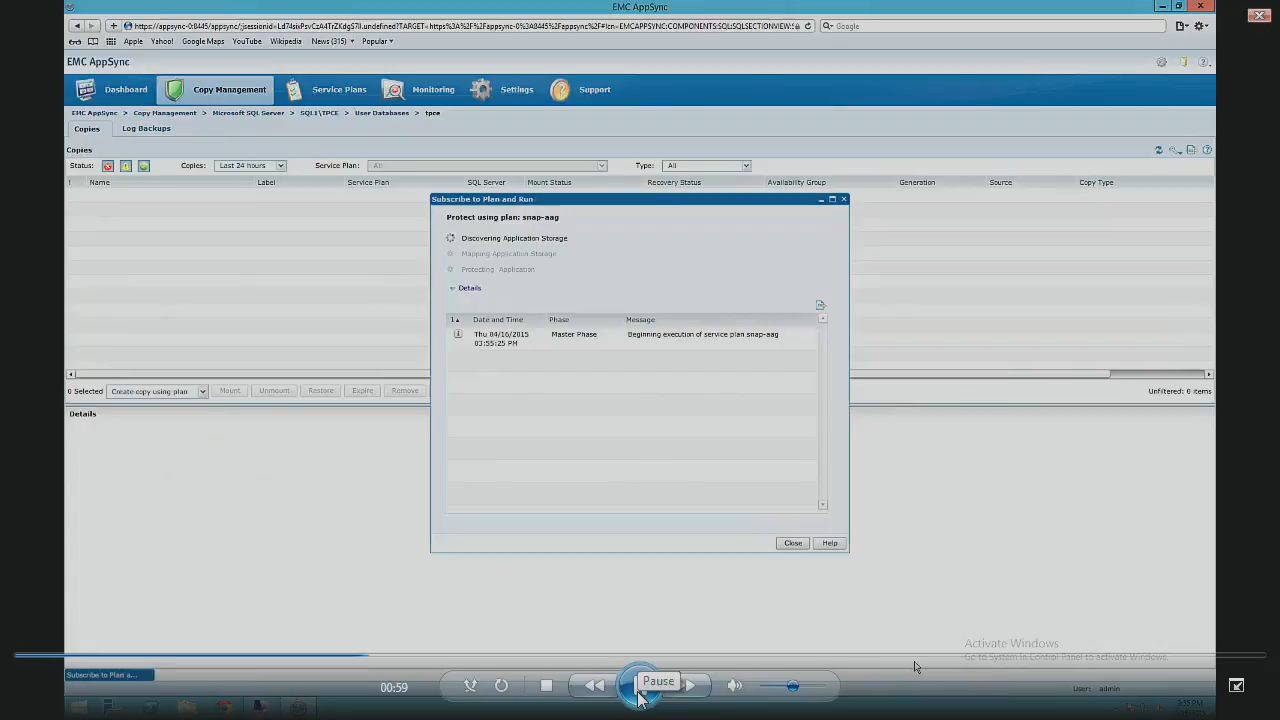 EMC AppSync
Google
Apple Yahoo! Google Maps YouTube Wikipedia News (315) Popular
EMC AppSync
Dashboard Copy Management Service Plans Monitoring Settings Support
EMC AppSync > Copy Management > Microsoft SQL Server > SQL1\TPCE > User Databases > tpce
Copies Log Backups
Copies
Status: Copies: Last 24 hours Service Plan: All Type: All
! Name Label Service Plan SQL Server Mount Status Recovery Status Availability Group Generation Source Copy Type
Subscribe to Plan and Run
Protect using plan: snap-aag
Discovering Application Storage
Mapping Application Storage
Protecting Application
Details
1 Date and Time Phase Message
Thu 04/16/2015 Master Phase Beginning execution of service plan snap-aag
03:55:25 PM
0 Selected Create copy using plan Mount Unmount Restore Expire Remove Unfiltered: 0 items
Details
Close Help
Activate Windows
Go to System in Control Panel to activate Windows.
Subscribe to Plan a...
00:59 Pause
User: admin